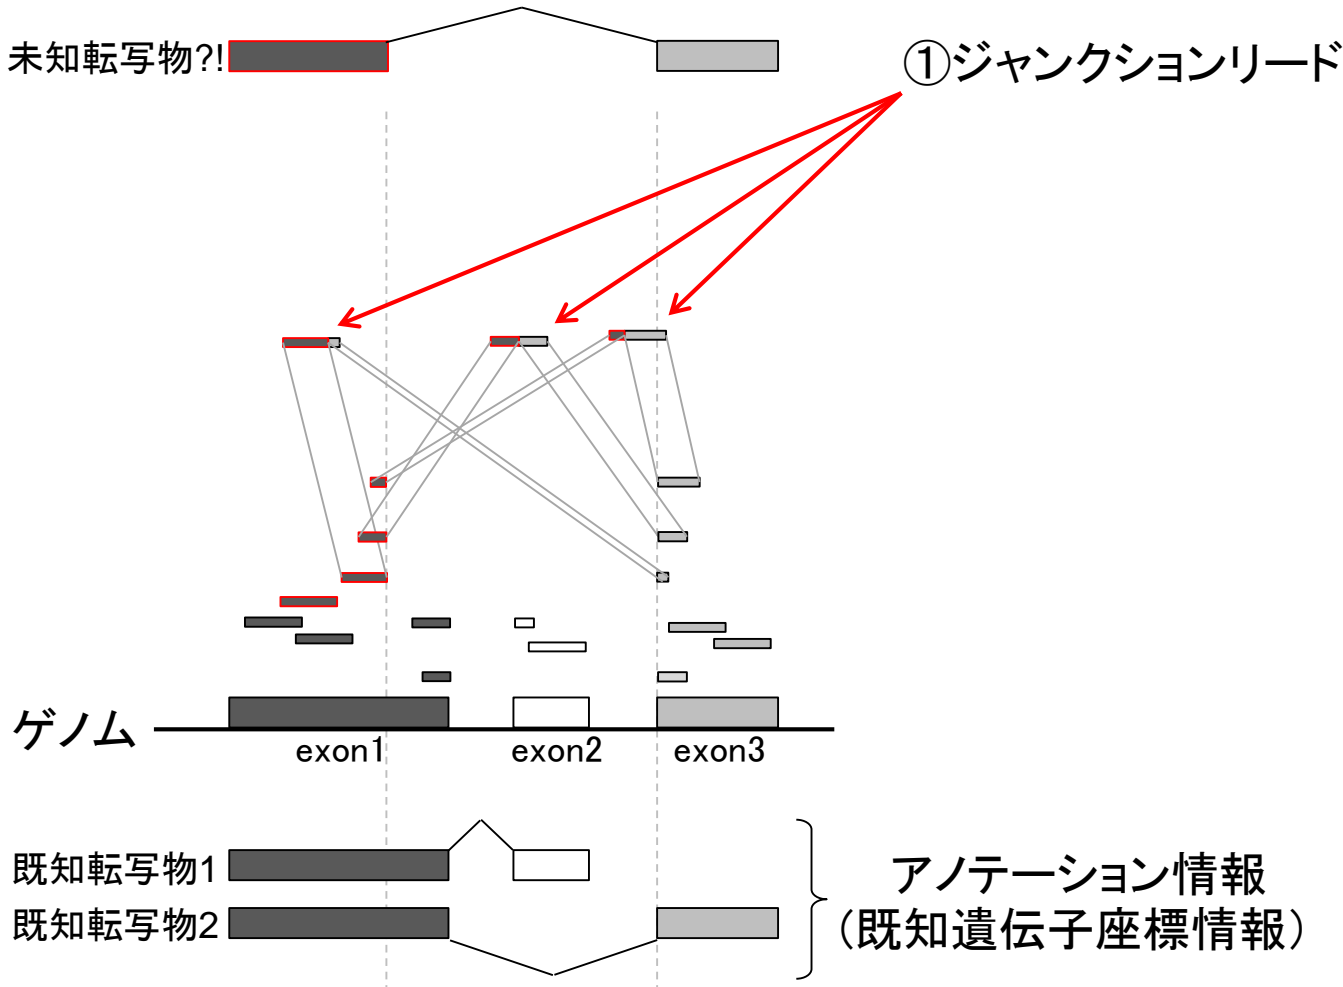 未知転写物?!
①ジャンクションリード
ゲノム
exon1
exon2
exon3
既知転写物1
既知転写物2
アノテーション情報
（既知遺伝子座標情報）